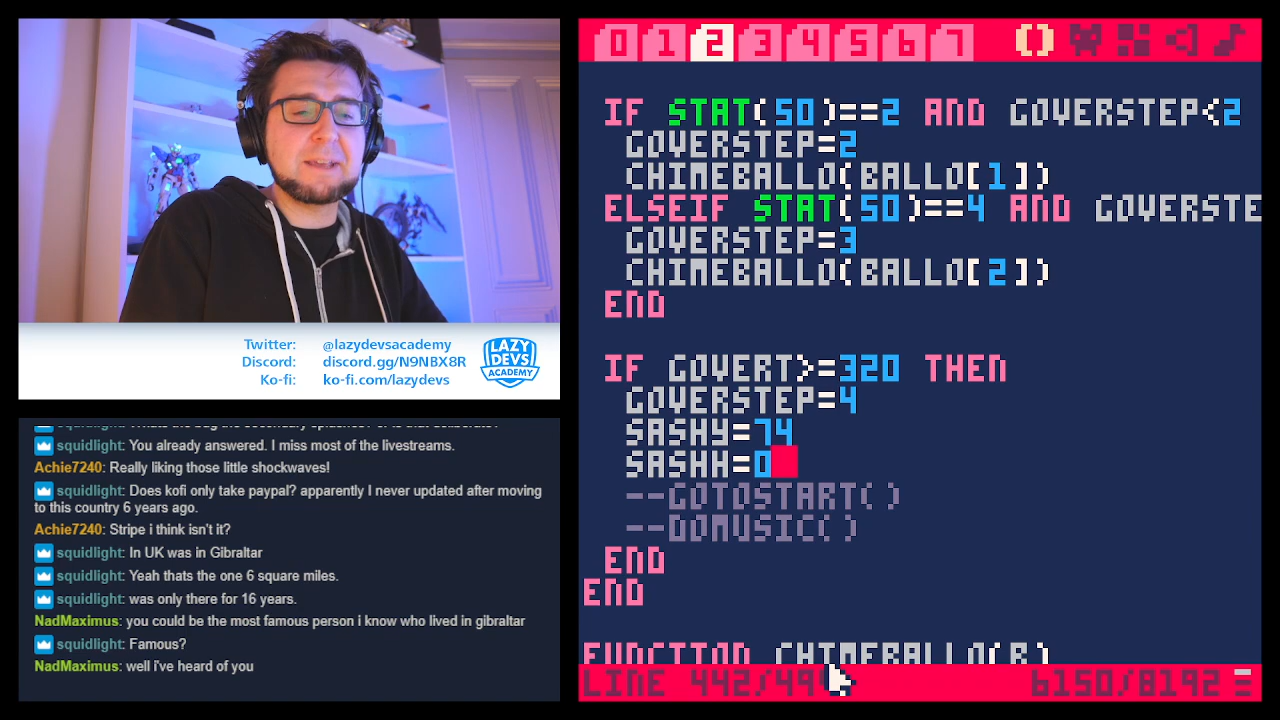 Twitter: @lazydevsacademy
Discord: discord.gg/N9NBX8R
Ko-fi: ko-fi.com/lazydevs
LAZY
DEVS
ACADEMY
squidlight: You already answered. I miss most of the livestreams.
Achie7240: Really liking those little shockwaves!
squidlight: Does kofi only take paypal? apparently I never updated after moving
to this country 6 years ago.
Achie7240: Stripe i think isn't it?
squidlight: In UK was in Gibraltar
squidlight: Yeah thats the one 6 square miles.
squidlight: was only there for 16 years.
NadMaximus: you could be the most famous person i know who lived in gibraltar
squidlight: Famous?
NadMaximus: well i've heard of you
0 1 2 3 4 5 6 7 ()
IF STAT(50)==2 AND GOVERSTEP<2
GOVERSTEP=2
CHIMEBALLO(BALLO[1])
ELSEIF STAT(50)==4 AND GOVERSTE
GOVERSTEP=3
CHIMEBALLO(BALLO[2])
END
IF GOVERT>=320 THEN
GOVERSTEP=4
SASHY=74
SASHH=0
--GOTOSTART()
--DOMUSIC()
END
END
FUNCTION CHIMEBALLO(B)
LINE 442/49
6150/8192